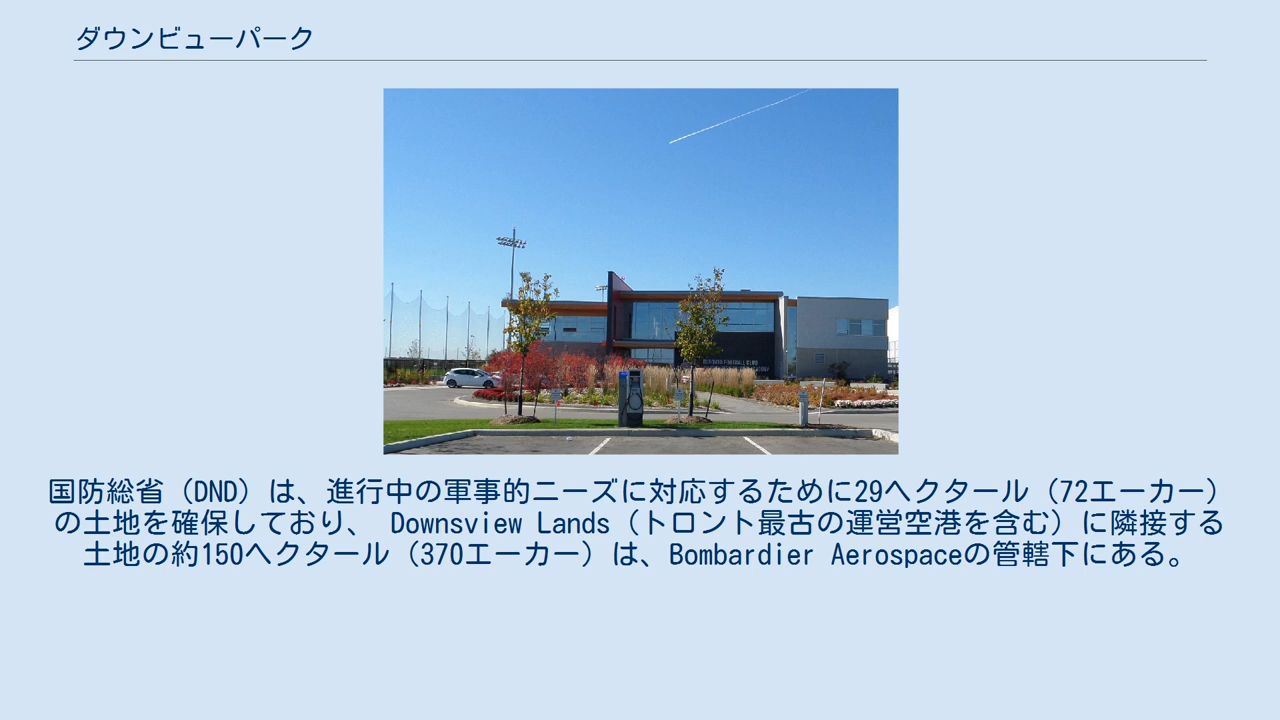 ダウンビューパーク
国防総省（DND）は、進行中の軍事的ニーズに対応するために29ヘクタール（72エーカー）
の土地を確保しており、 Downsview Lands（トロント最古の運営空港を含む）に隣接する
土地の約150ヘクタール（370エーカー）は、Bombardier Aerospaceの管轄下にある。
FOOTBALL CLUB